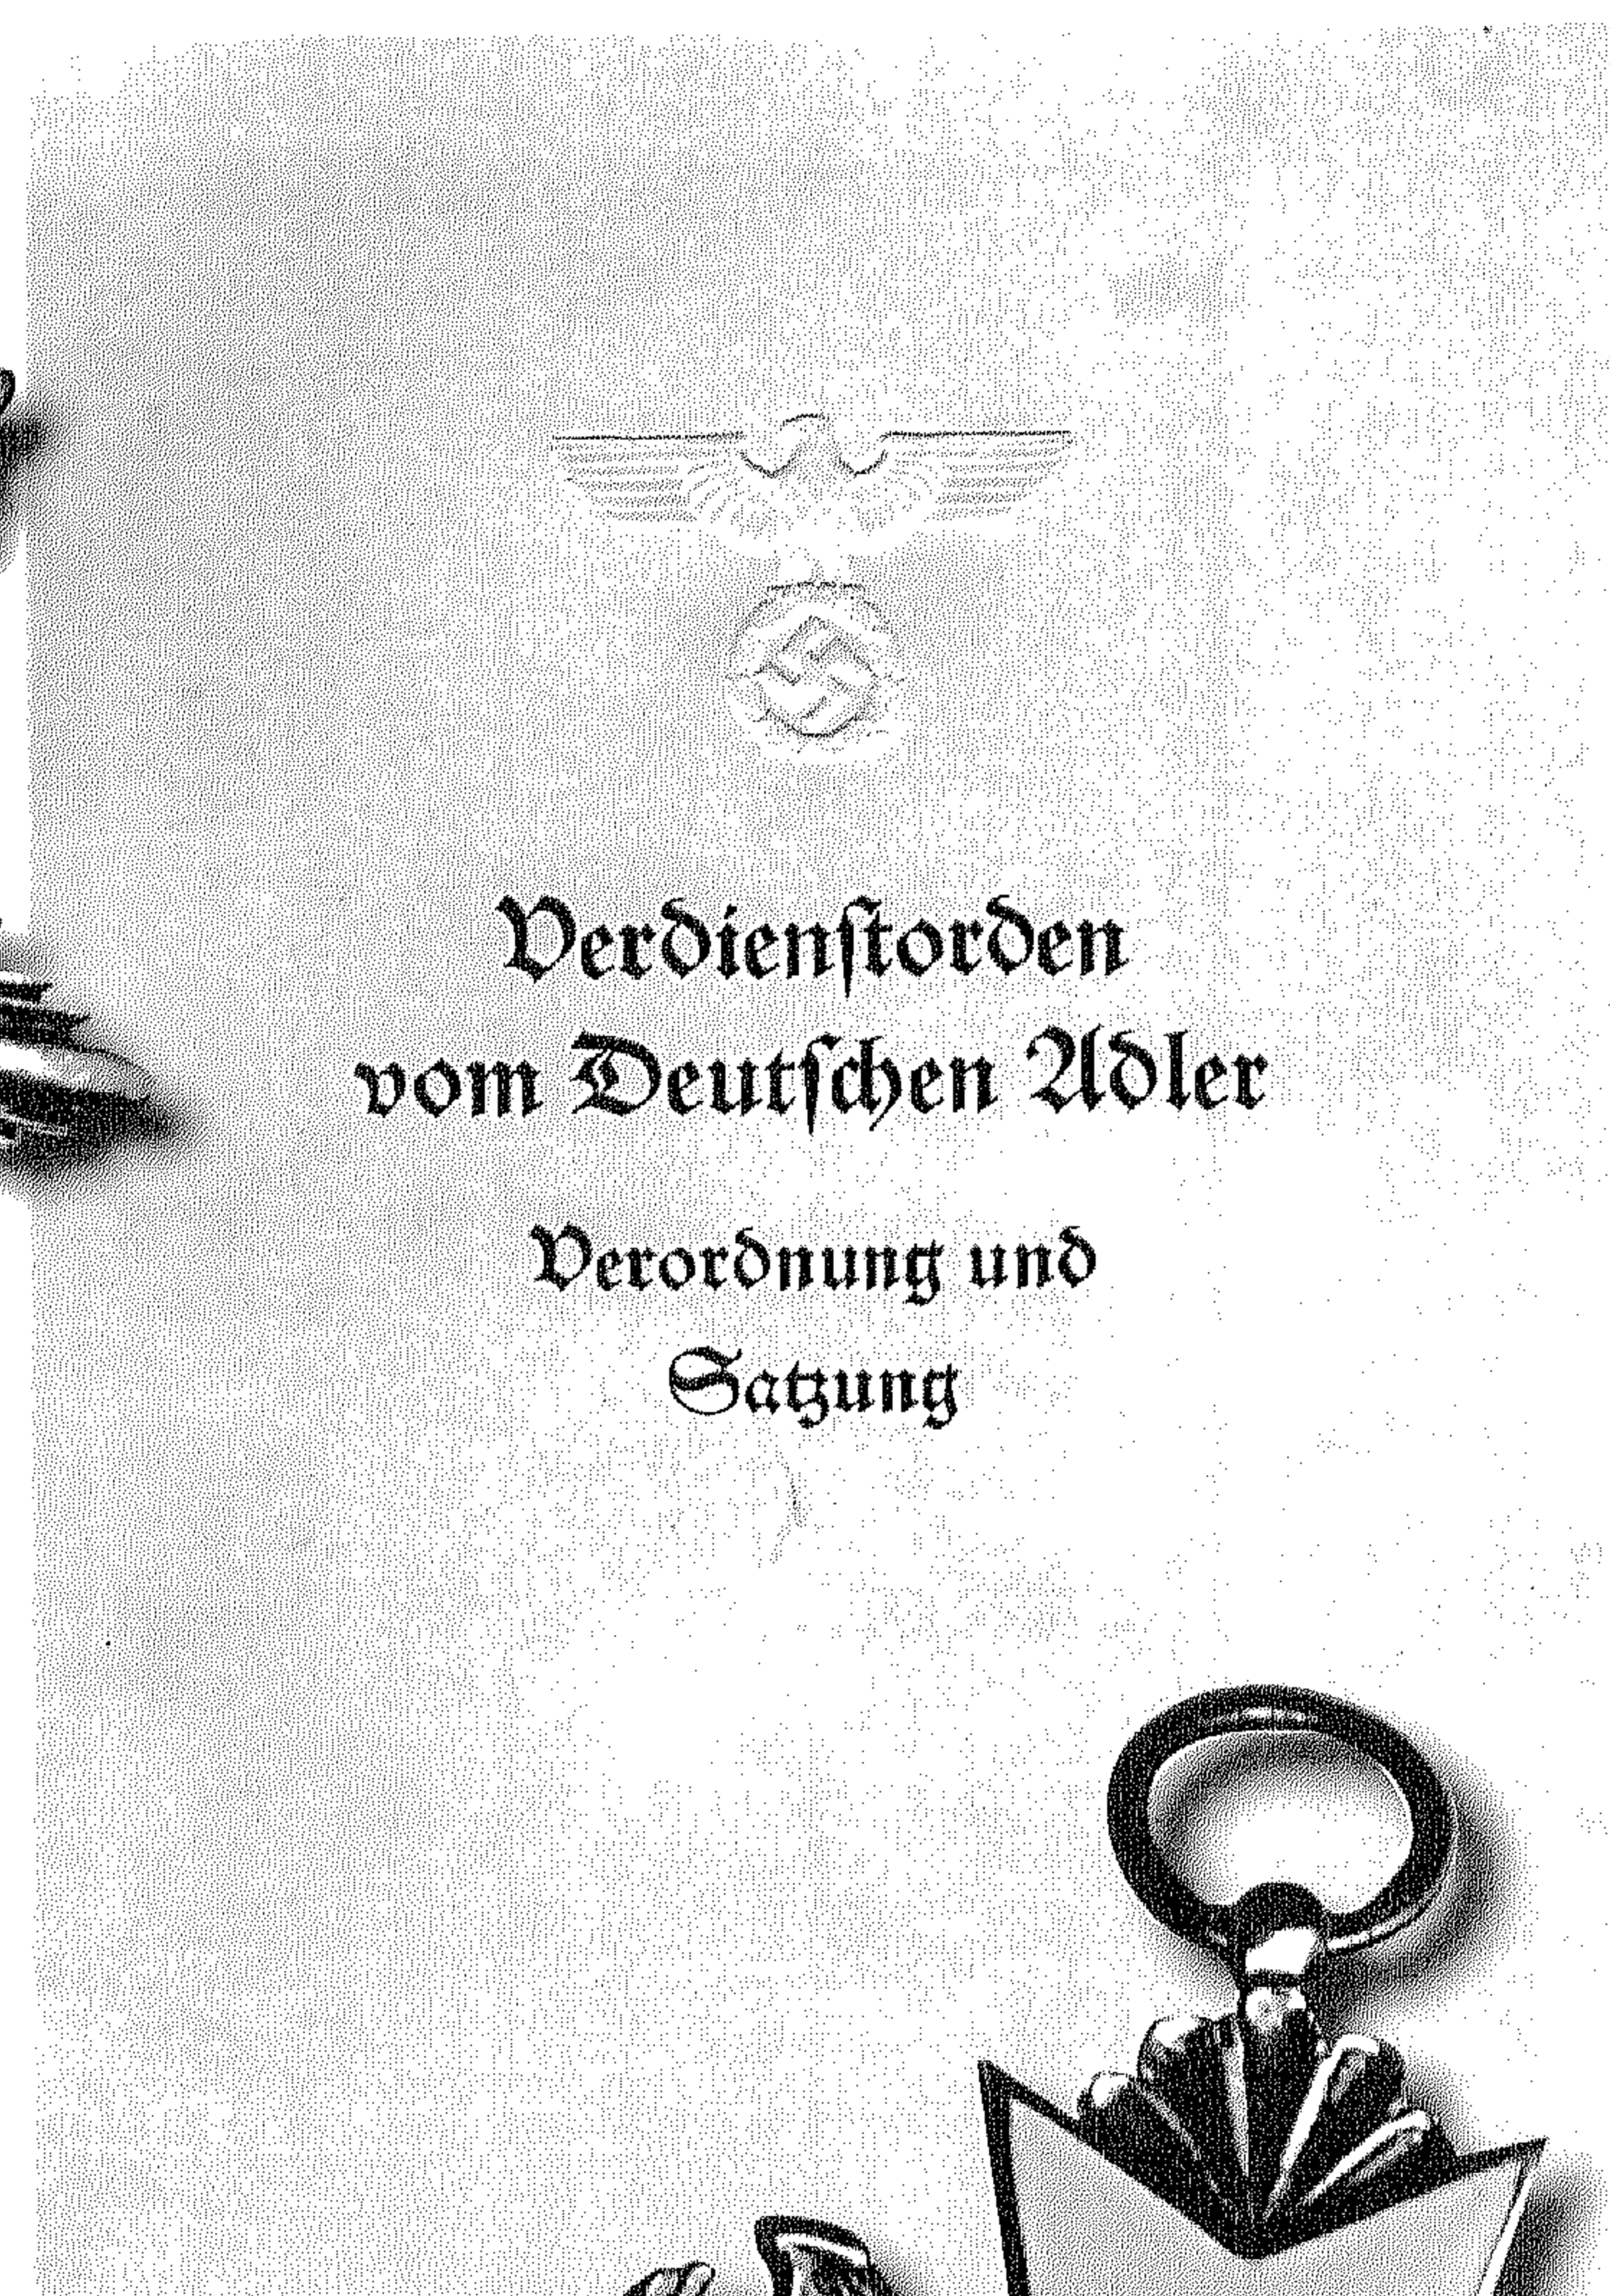 Verdienſtorden
vom Deutſchen Adler
Verordnung und
Satzung